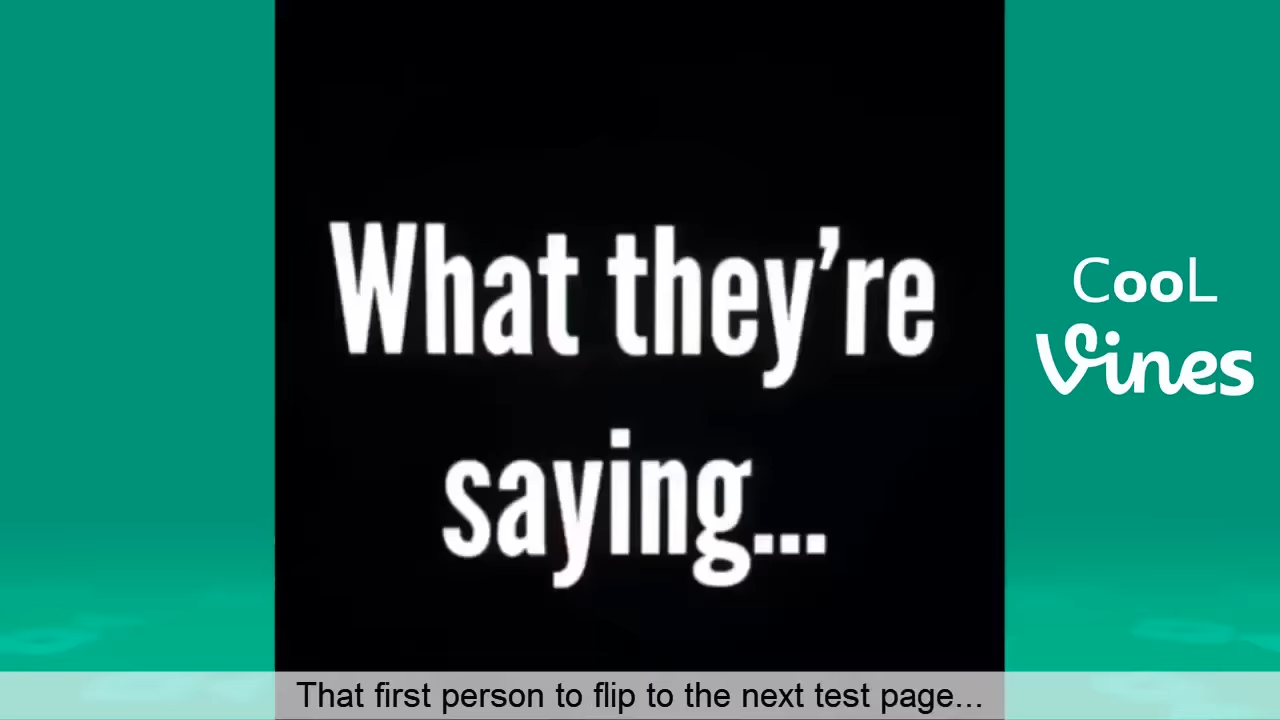 What they're
saying...
CooL
Vines
That first person to flip to the next test page...